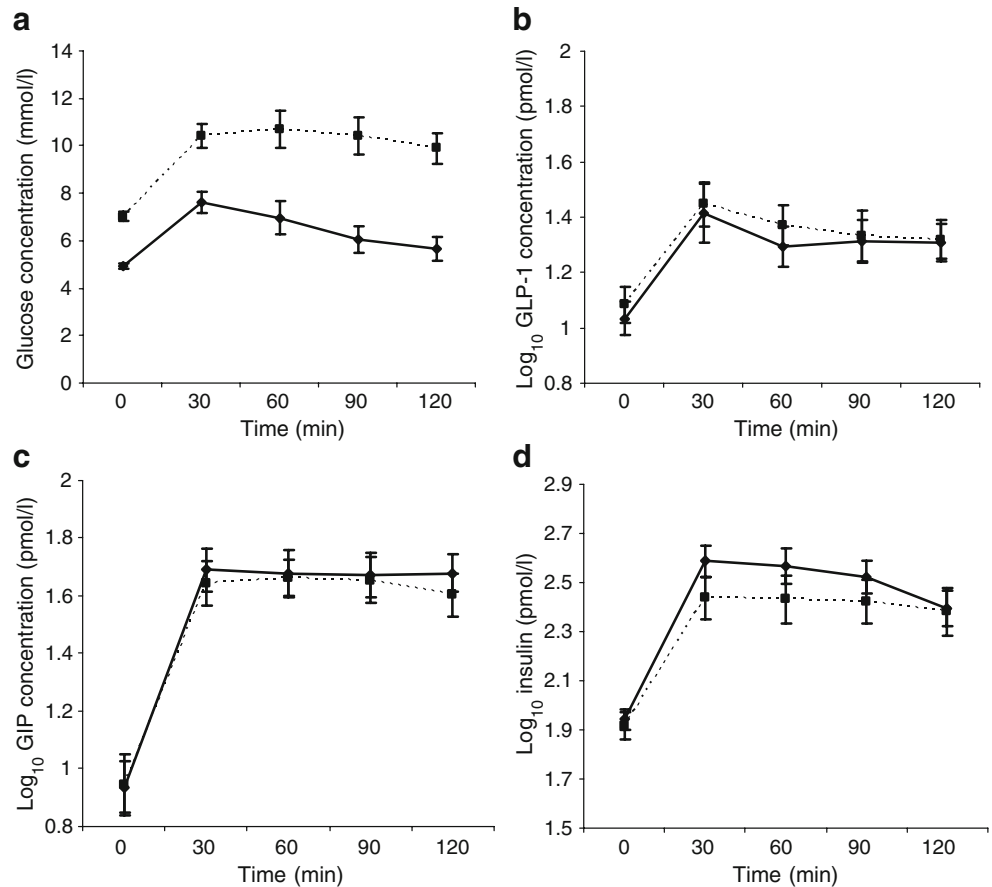 a
Glucose concentration (mmol/l)
14
12
10
8
6
4
2
0
0 30 60 90 120
Time (min)
b
Log10 GLP-1 concentration (pmol/l)
2
1.8
1.6
1.4
1.2
1
0.8
0 30 60 90 120
Time (min)
c
Log10 GIP concentration (pmol/l)
2
1.8
1.6
1.4
1.2
1
0.8
0 30 60 90 120
Time (min)
d
Log10 insulin (pmol/l)
2.9
2.7
2.5
2.3
2.1
1.9
1.7
1.5
0 30 60 90 120
Time (min)